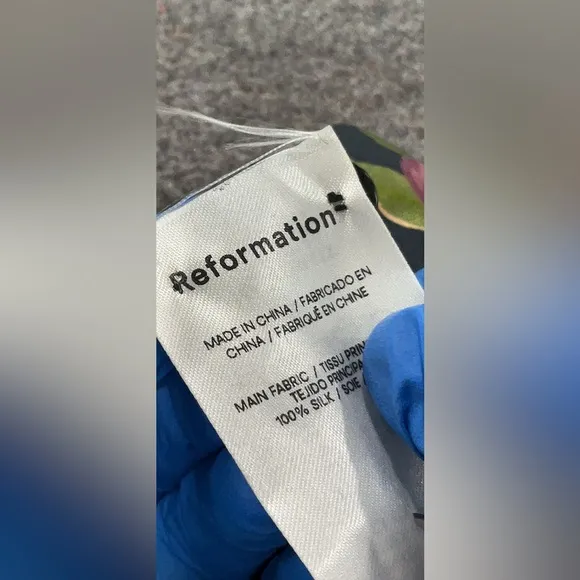 Reformation
MADE IN CHINA / FABRICADO EN
CHINA / FABRIQUÉ EN CHINE
MAIN FABRIC / TISSU
TEJIDO
100% SILK / SOIE /